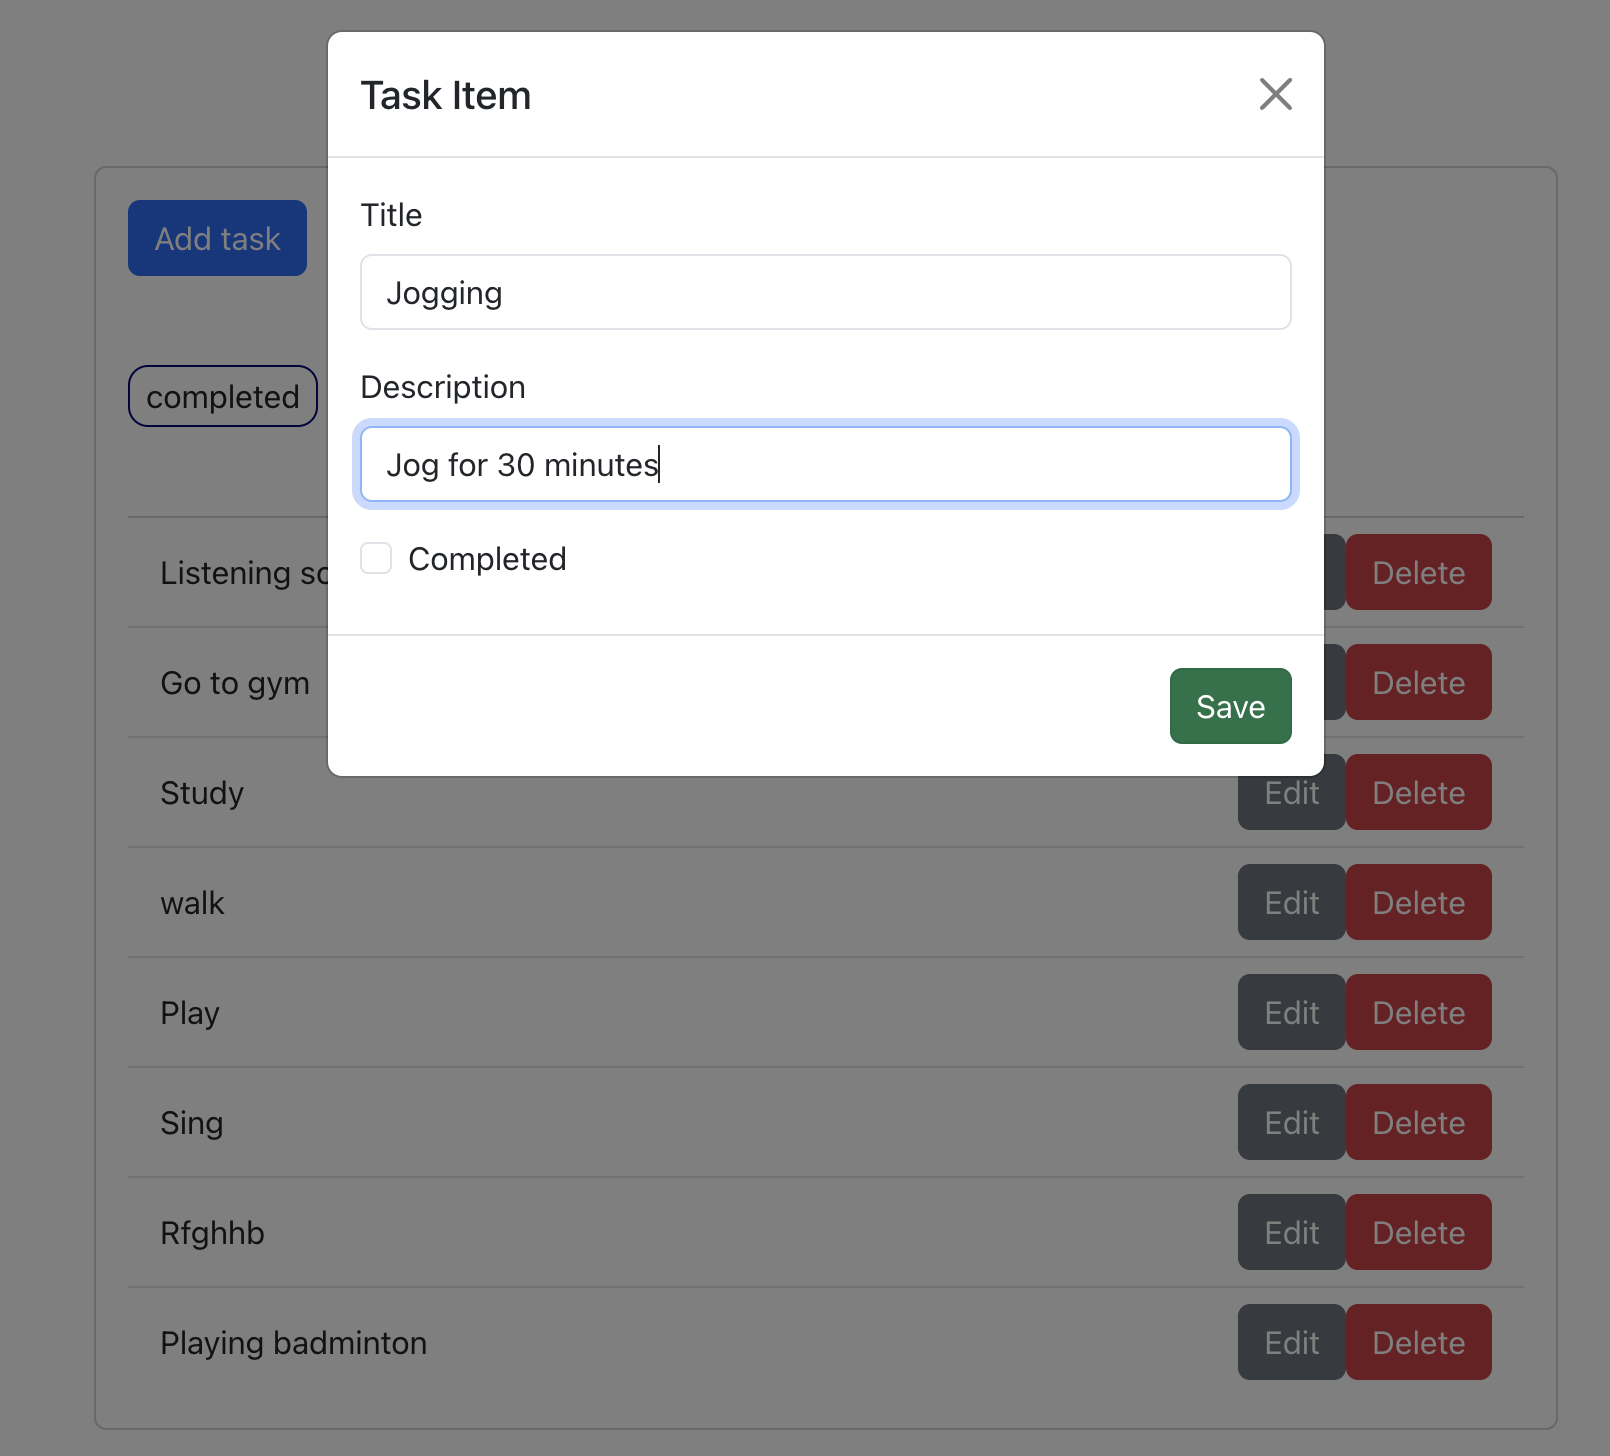 Task Item
Title
Jogging
Description
Jog for 30 minutes
Completed
Save
Add task
completed
Listening
Delete
Go to gym
Delete
Study
Edit
Delete
walk
Edit
Delete
Play
Edit
Delete
Sing
Edit
Delete
Rfghhb
Edit
Delete
Playing badminton
Edit
Delete